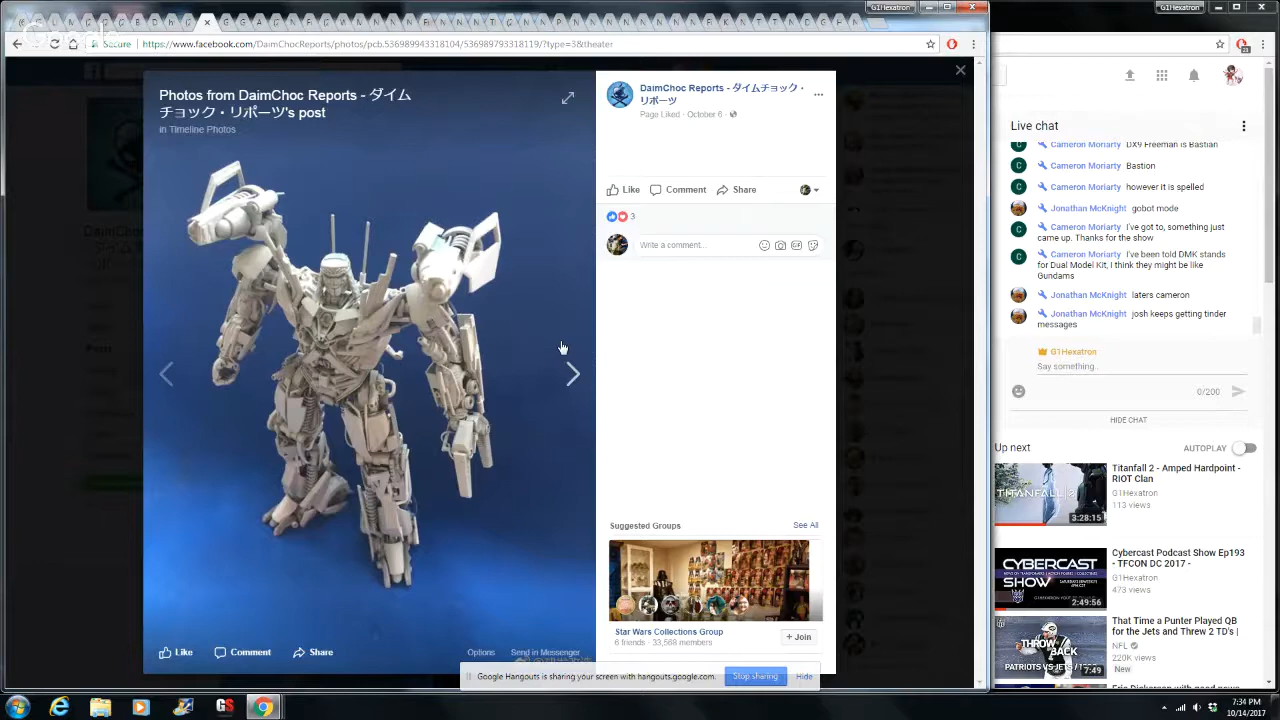 G1Hexatron
G1Hexatron
Secure
https://www.facebook.com/DaimChocReports/photos/pcb.536989943318104/536989793318119/?type=3&theater
Photos from DaimChoc Reports - ダイム
チョック・リポーツ's post
in Timeline Photos
DaimChoc Reports - ダイムチョック・
リポーツ
Page Liked · October 6 ·
Like Comment Share
3
Write a comment...
GIF
Suggested Groups See All
Star Wars Collections Group
6 friends · 33,568 members
+ Join
Like Comment Share
Options Send in Messenger
Google Hangouts is sharing your screen with hangouts.google.com.
Stop sharing
Hide
Live chat
Cameron Moriarty DX9 Freeman is Bastian
Cameron Moriarty Bastion
Cameron Moriarty however it is spelled
Jonathan McKnight gobot mode
Cameron Moriarty I've got to, something just
came up. Thanks for the show
Cameron Moriarty I've been told DMK stands
for Dual Model Kit, I think they might be like
Gundams
Jonathan McKnight laters cameron
Jonathan McKnight josh keeps getting tinder
messages
G1Hexatron
Say something..
0/200
HIDE CHAT
Up next AUTOPLAY
Titanfall 2 - Amped Hardpoint -
RIOT Clan
G1Hexatron
113 views
TITANFALL 2
3:28:15
Cybercast Podcast Show Ep193
- TFCON DC 2017 -
G1Hexatron
473 views
CYBERCAST
SHOW
2:49:56
That Time a Punter Played QB
for the Jets and Threw 2 TD's |
NFL
220K views
New
THROW
BACK
PATRIOTS VS JETS
7:49
7:34 PM
10/14/2017